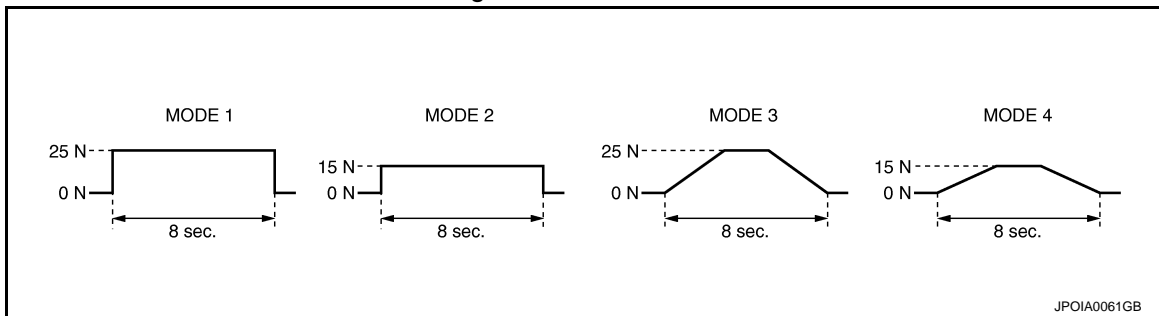 MODE 1
MODE 2
MODE 3
MODE 4
25 N
0 N
8 sec.
15 N
0 N
8 sec.
25 N
0 N
8 sec.
15 N
0 N
8 sec.
JPOIA0061GB